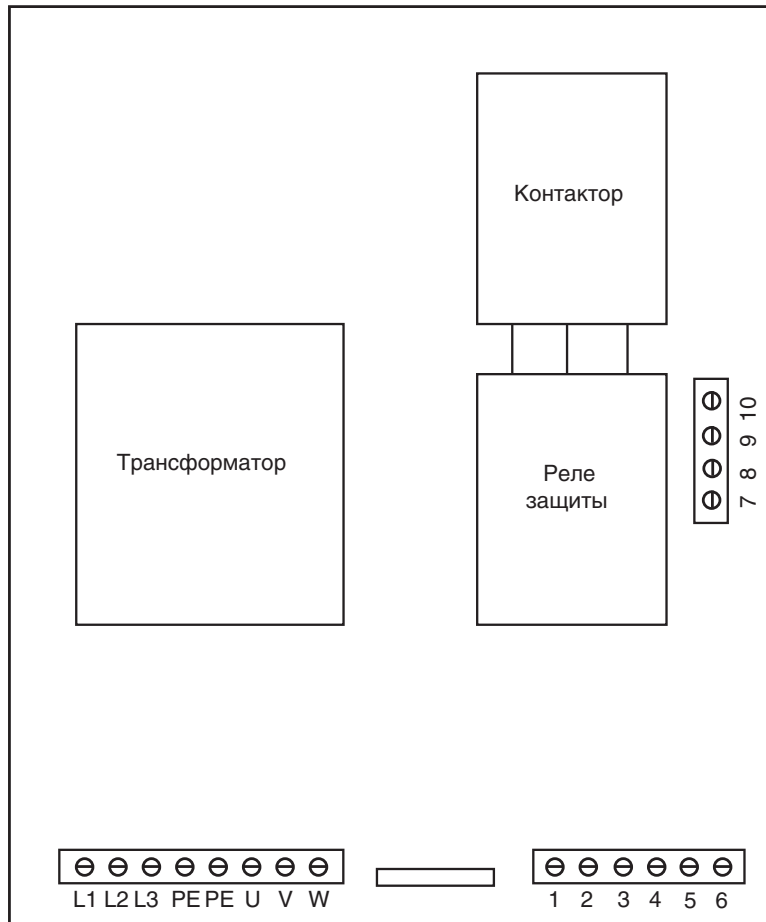 Контактор
Трансформатор
Реле
защиты
10
9
8
7
L1 L2 L3 PE PE U V W
1 2 3 4 5 6